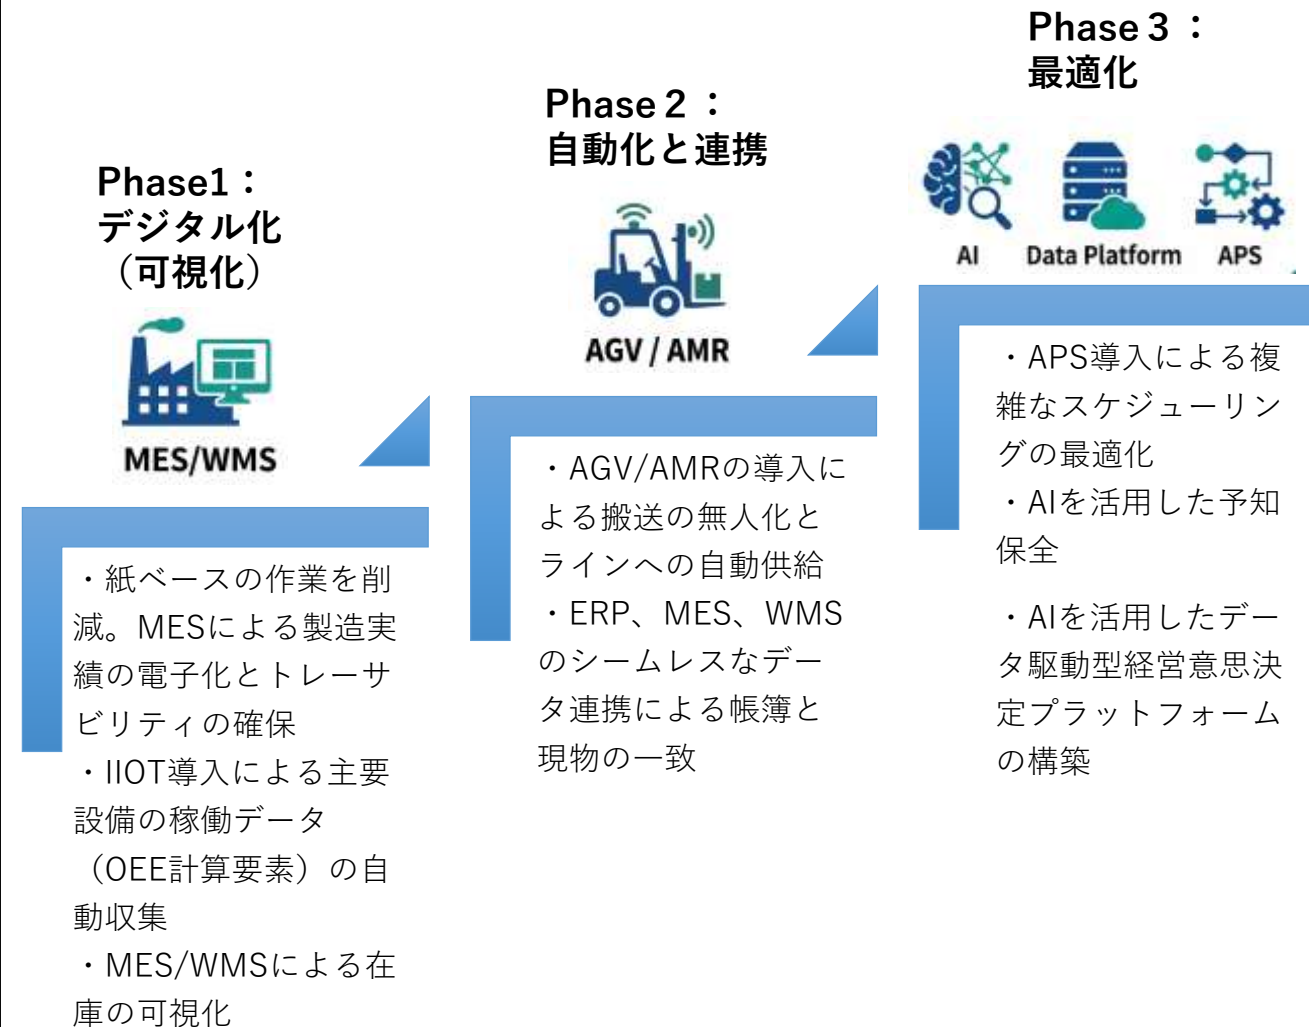 Phase1：
デジタル化
（可視化）
MES/WMS
・紙ベースの作業を削
減。MESによる製造実
績の電子化とトレーサ
ビリティの確保
・IIOT導入による主要
設備の稼働データ
（OEE計算要素）の自
動収集
・MES/WMSによる在
庫の可視化
Phase２：
自動化と連携
AGV / AMR
・AGV/AMRの導入に
よる搬送の無人化と
ラインへの自動供給
・ERP、MES、WMS
のシームレスなデー
タ連携による帳簿と
現物の一致
Phase３：
最適化
AI
Data Platform
APS
・APS導入による複
雑なスケジューリン
グの最適化
・AIを活用した予知
保全
・AIを活用したデー
タ駆動型経営意思決
定プラットフォーム
の構築